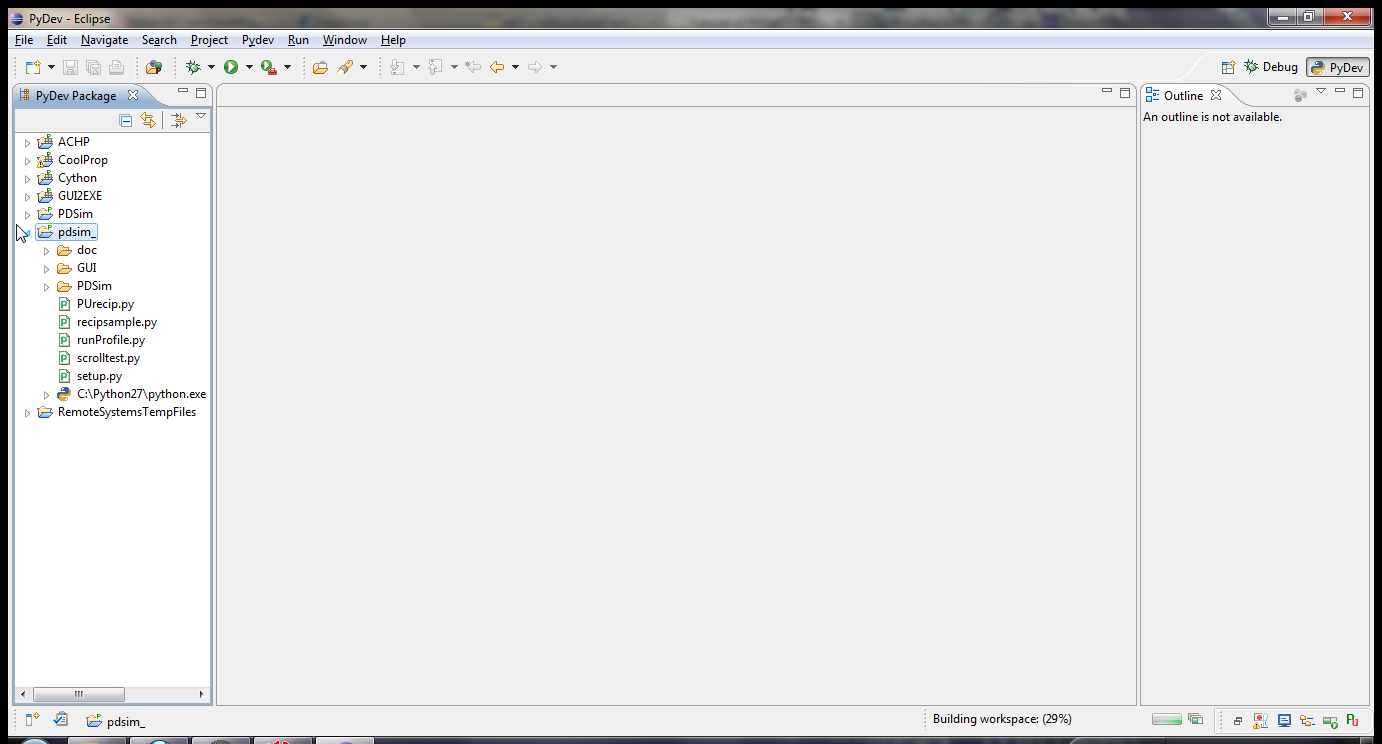 PyDev - Eclipse
File Edit Navigate Search Project Pydev Run Window Help
Debug PyDev
PyDev Package
Outline
An outline is not available.
ACHP
CoolProp
Cython
GUI2EXE
PDSim
pdsim_
doc
GUI
PDSim
PUrecip.py
recipsample.py
runProfile.py
scrolltest.py
setup.py
C:\Python27\python.exe
RemoteSystemsTempFiles
pdsim_
Building workspace: (29%)